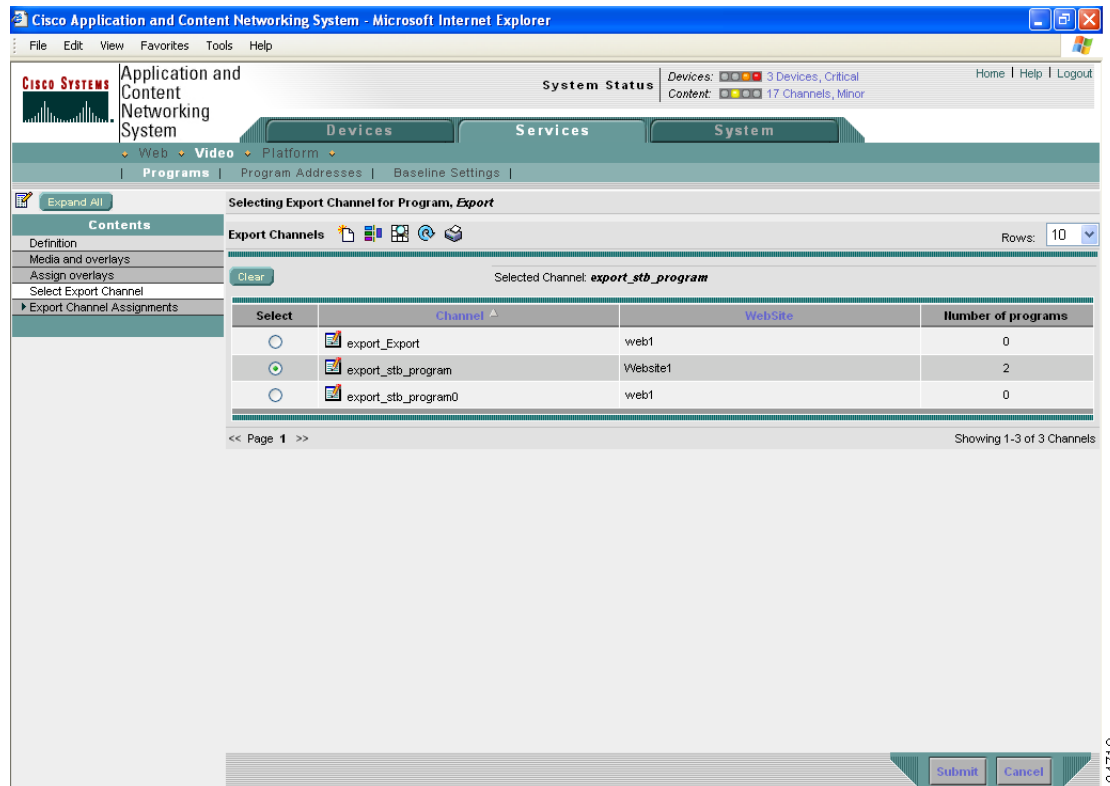 Cisco Application and Content Networking System - Microsoft Internet Explorer
File Edit View Favorites Tools Help
CISCO SYSTEMS
Application and
Content
Networking
System
System Status
Devices: 3 Devices, Critical
Content: 17 Channels, Minor
Home | Help | Logout
Devices Services System
Web Video Platform
| Programs | Program Addresses | Baseline Settings |
Expand All
Contents
Definition
Media and overlays
Assign overlays
Select Export Channel
Export Channel Assignments
Selecting Export Channel for Program, Export
Export Channels
Rows: 10
Clear
Selected Channel: export_stb_program
Select Channel WebSite Number of programs
export_Export web1 0
export_stb_program Website1 2
export_stb_program0 web1 0
<< Page 1 >>
Showing 1-3 of 3 Channels
Submit Cancel